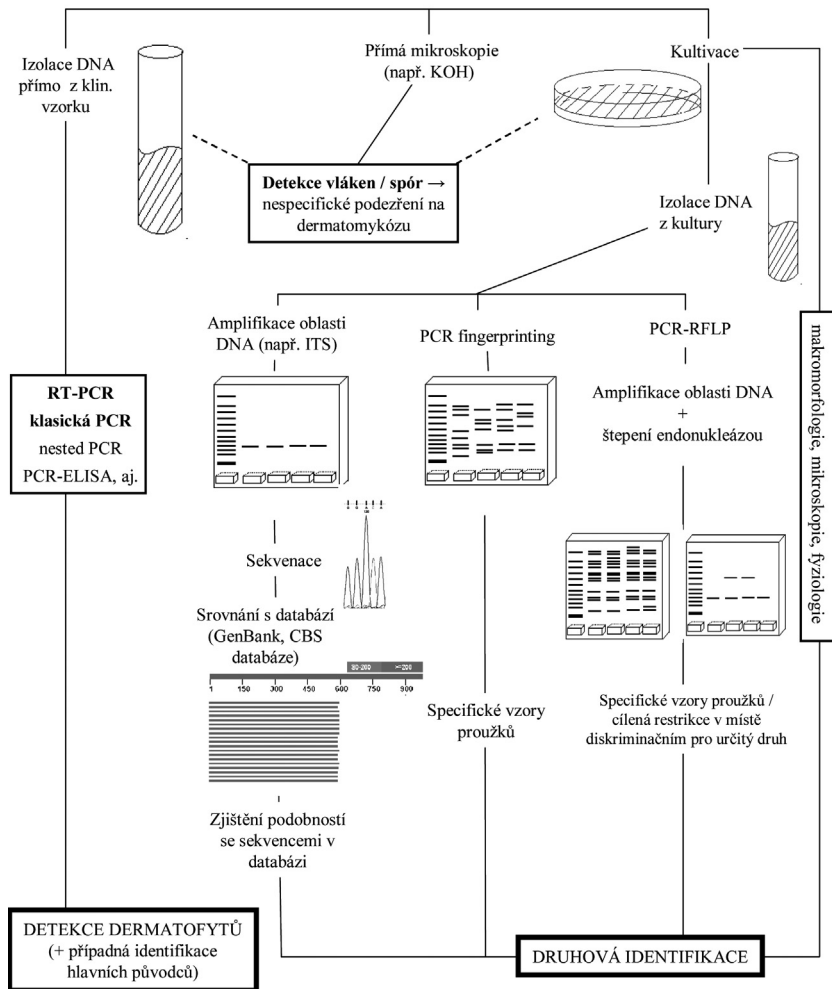 Izolace DNA
přímo z klin.
vzorku
Přímá mikroskopie
(např. KOH)
Kultivace
Detekce vláken / spór →
nespecifické podezření na
dermatomykózu
Izolace DNA
z kultury
Amplifikace oblasti
DNA (např. ITS)
PCR fingerprinting
PCR-RFLP
Amplifikace oblasti DNA
+
štepení endonukleázou
RT-PCR
klasická PCR
nested PCR
PCR-ELISA, aj.
makromorfologie, mikroskopie, fyziologie
Sekvenace
Srovnání s databází
(GenBank, CBS
databáze)
80-200 >=200
1 150 300 450 600 750 900
Specifické vzory
proužků
Specifické vzory proužků /
cílená restrikce v místě
diskriminačním pro určitý druh
Zjištění podobností
se sekvencemi v
databázi
DETEKCE DERMATOFYTŮ
(+ případná identifikace
hlavních původců)
DRUHOVÁ IDENTIFIKACE